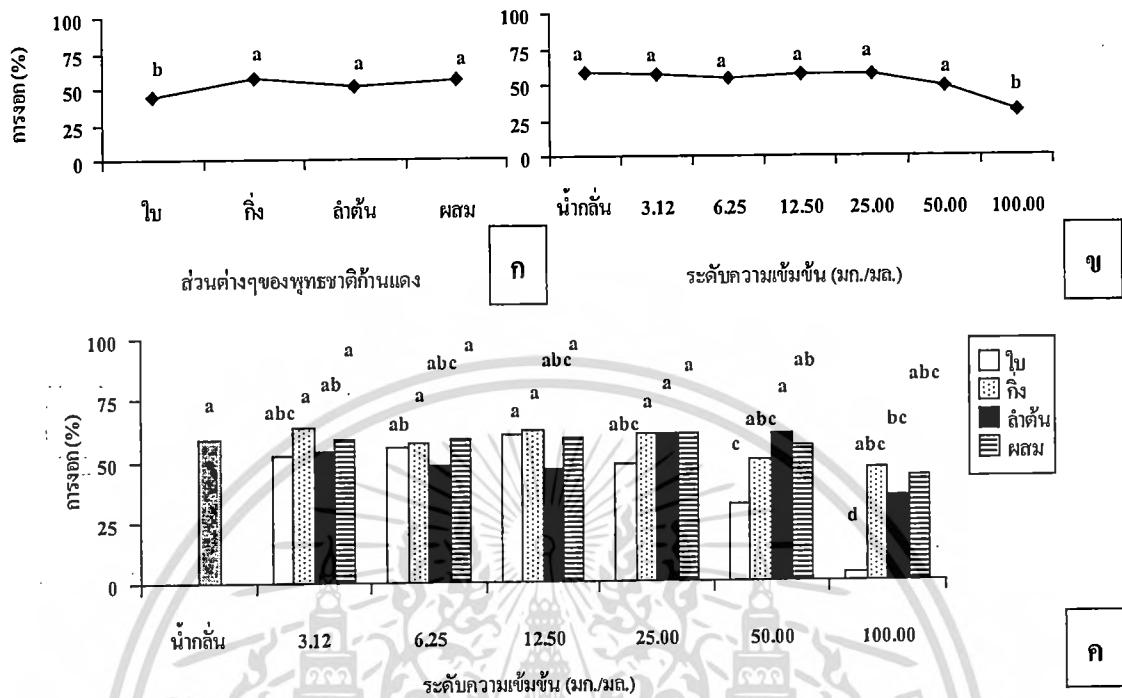 100
75
50
25
0
การงอก (%)
b a a a
ใบ กิ่ง ลำต้น ผสม
ส่วนต่างๆของพุทธชาติก้านแดง
ก
100
75
50
25
0
a a a a a a b
น้ำกลั่น 3.12 6.25 12.50 25.00 50.00 100.00
ระดับความเข้มข้น (มก./มล.)
ข
100
75
50
25
0
การงอก (%)
a abc a ab a ab a abc a a a abc a abc a a a c abc a ab d abc bc abc
น้ำกลั่น 3.12 6.25 12.50 25.00 50.00 100.00
ระดับความเข้มข้น (มก./มล.)
ใบ
กิ่ง
ลำต้น
ผสม
ค